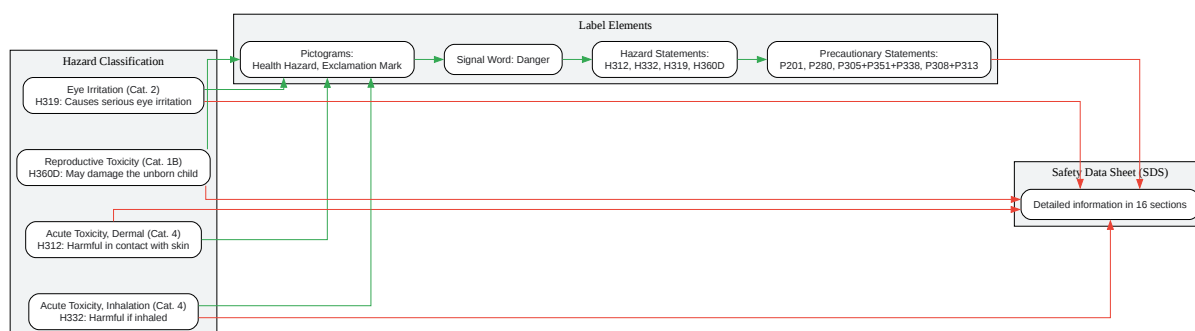 Label Elements
Pictograms:
Health Hazard, Exclamation Mark
Signal Word: Danger
Hazard Statements:
H312, H332, H319, H360D
Precautionary Statements:
P201, P280, P305+P351+P338, P308+P313
Hazard Classification
Eye Irritation (Cat. 2)
H319: Causes serious eye irritation
Reproductive Toxicity (Cat. 1B)
H360D: May damage the unborn child
Acute Toxicity, Dermal (Cat. 4)
H312: Harmful in contact with skin
Acute Toxicity, Inhalation (Cat. 4)
H332: Harmful if inhaled
Safety Data Sheet (SDS)
Detailed information in 16 sections